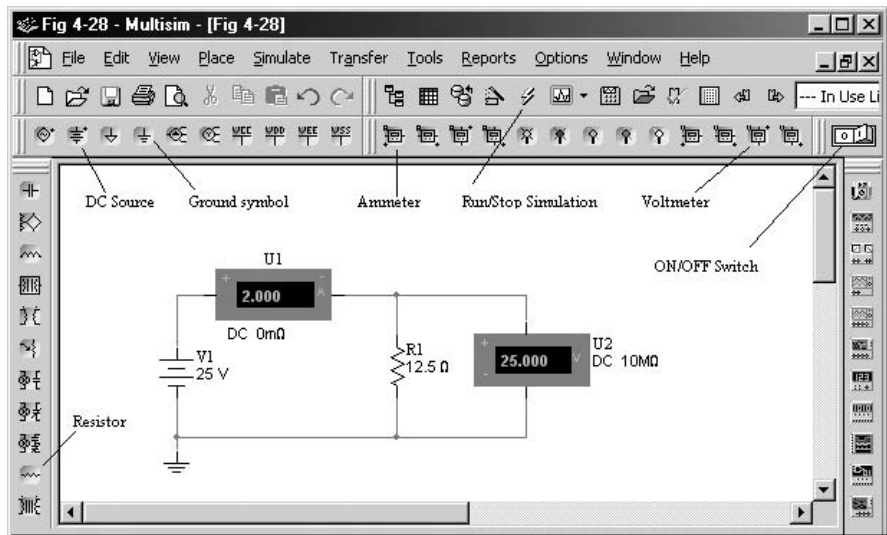 Fig 4-28 - Multisim - [Fig 4-28]
File Edit View Place Simulate Transfer Tools Reports Options Window Help
--- In Use Li
VCC VDD VEE VSS
DC Source Ground symbol Ammeter Run/Stop Simulation Voltmeter
ON/OFF Switch
U1
2.000 A
DC 0mΩ
V1
25 V
R1
12.5 Ω
25.000 V
U2
DC 10MΩ
Resistor